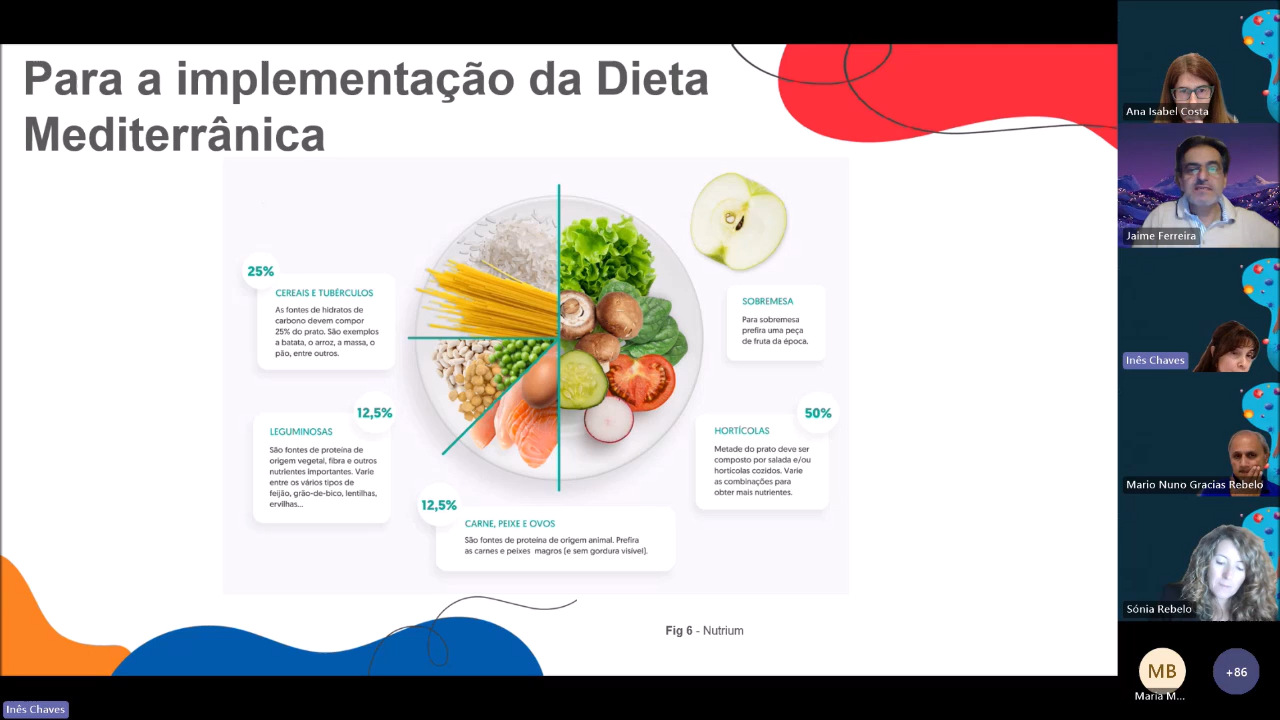 Para a implementação da Dieta
Mediterrânica
25%
CEREAIS E TUBÉRCULOS
As fontes de hidratos de
carbono devem compor
25% do prato. São exemplos
a batata, o arroz, a massa, o
pão, entre outros.
12,5%
LEGUMINOSAS
São fontes de proteína de
origem vegetal, fibra e outros
nutrientes importantes. Varie
entre os vários tipos de
feijão, grão-de-bico, lentilhas,
ervilhas...
12,5%
CARNE, PEIXE E OVOS
São fontes de proteína de origem animal. Prefira
as carnes e peixes magros (e sem gordura visível).
SOBREMESA
Para sobremesa
prefira uma peça
de fruta da época.
50%
HORTÍCOLAS
Metade do prato deve ser
composto por salada e/ou
hortícolas cozidos. Varie
as combinações para
obter mais nutrientes.
Fig 6 - Nutrium
Ana Isabel Costa
Jaime Ferreira
Inês Chaves
Mario Nuno Gracias Rebelo
Sónia Rebelo
MB
Maria M...
+86
Inês Chaves